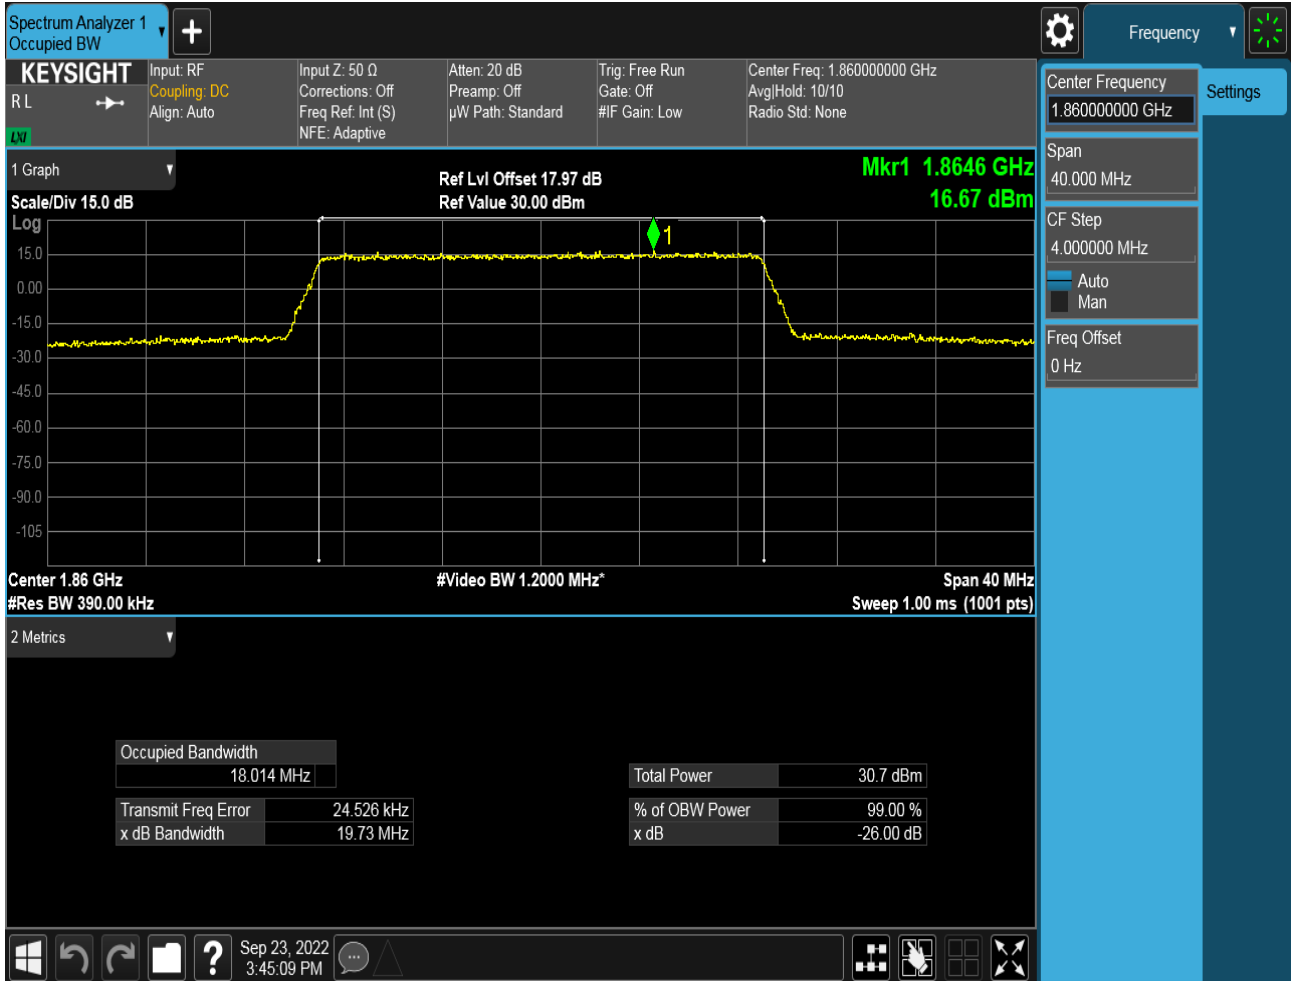 Spectrum Analyzer 1
Occupied BW
+
Frequency
KEYSIGHT
R L
LXI
Input: RF
Coupling: DC
Align: Auto
Input Z: 50 Ω
Corrections: Off
Freq Ref: Int (S)
NFE: Adaptive
Atten: 20 dB
Preamp: Off
µW Path: Standard
Trig: Free Run
Gate: Off
#IF Gain: Low
Center Freq: 1.860000000 GHz
Avg|Hold: 10/10
Radio Std: None
Center Frequency
1.860000000 GHz
Settings
Span
40.000 MHz
CF Step
4.000000 MHz
Auto
Man
Freq Offset
0 Hz
1 Graph
Scale/Div 15.0 dB
Ref Lvl Offset 17.97 dB
Ref Value 30.00 dBm
Mkr1 1.8646 GHz
16.67 dBm
Log
1
15.0
0.00
-15.0
-30.0
-45.0
-60.0
-75.0
-90.0
-105
Center 1.86 GHz
#Video BW 1.2000 MHz*
Span 40 MHz
#Res BW 390.00 kHz
Sweep 1.00 ms (1001 pts)
2 Metrics
Occupied Bandwidth
18.014 MHz
Total Power 30.7 dBm
Transmit Freq Error 24.526 kHz
% of OBW Power 99.00 %
x dB Bandwidth 19.73 MHz
x dB -26.00 dB
?
Sep 23, 2022
3:45:09 PM